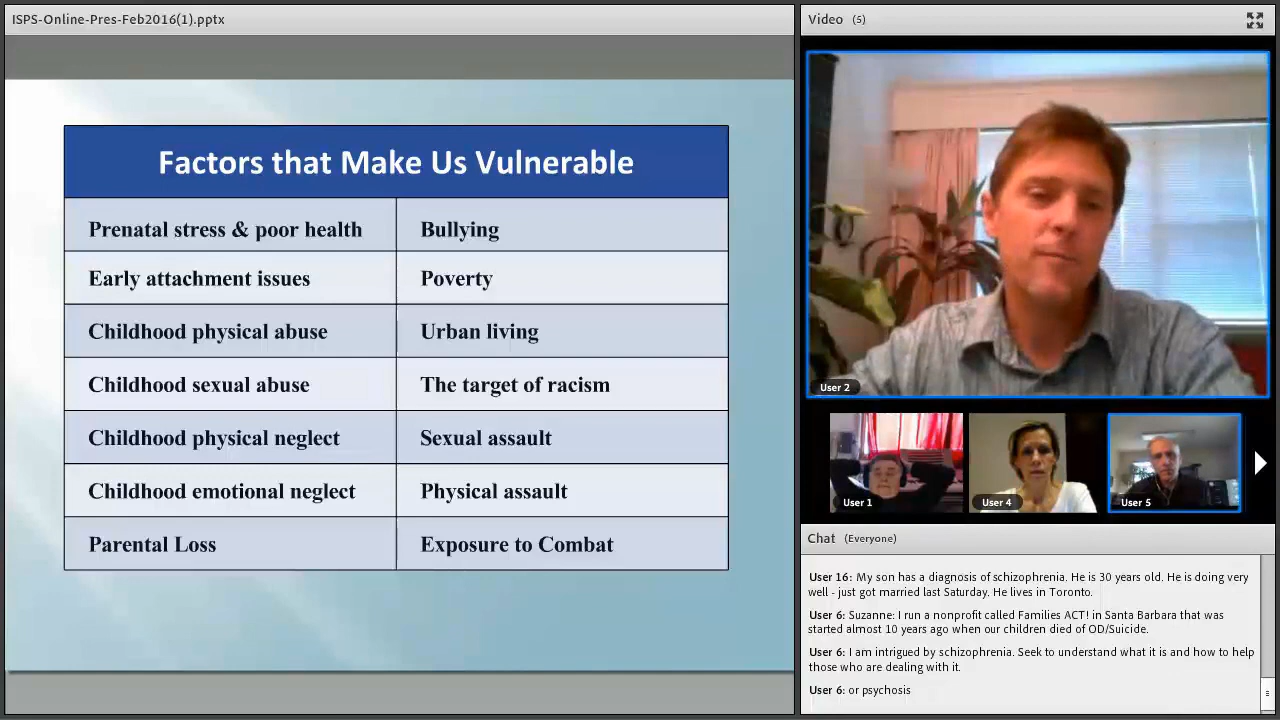 ISPS-Online-Pres-Feb2016(1).pptx
Factors that Make Us Vulnerable
Prenatal stress & poor health
Bullying
Early attachment issues
Poverty
Childhood physical abuse
Urban living
Childhood sexual abuse
The target of racism
Childhood physical neglect
Sexual assault
Childhood emotional neglect
Physical assault
Parental Loss
Exposure to Combat
Video (5)
User 2
User 1
User 4
User 5
Chat (Everyone)
User 16: My son has a diagnosis of schizophrenia. He is 30 years old. He is doing very
well - just got married last Saturday. He lives in Toronto.
User 6: Suzanne: I run a nonprofit called Families ACT! in Santa Barbara that was
started almost 10 years ago when our children died of OD/Suicide.
User 6: I am intrigued by schizophrenia. Seek to understand what it is and how to help
those who are dealing with it.
User 6: or psychosis